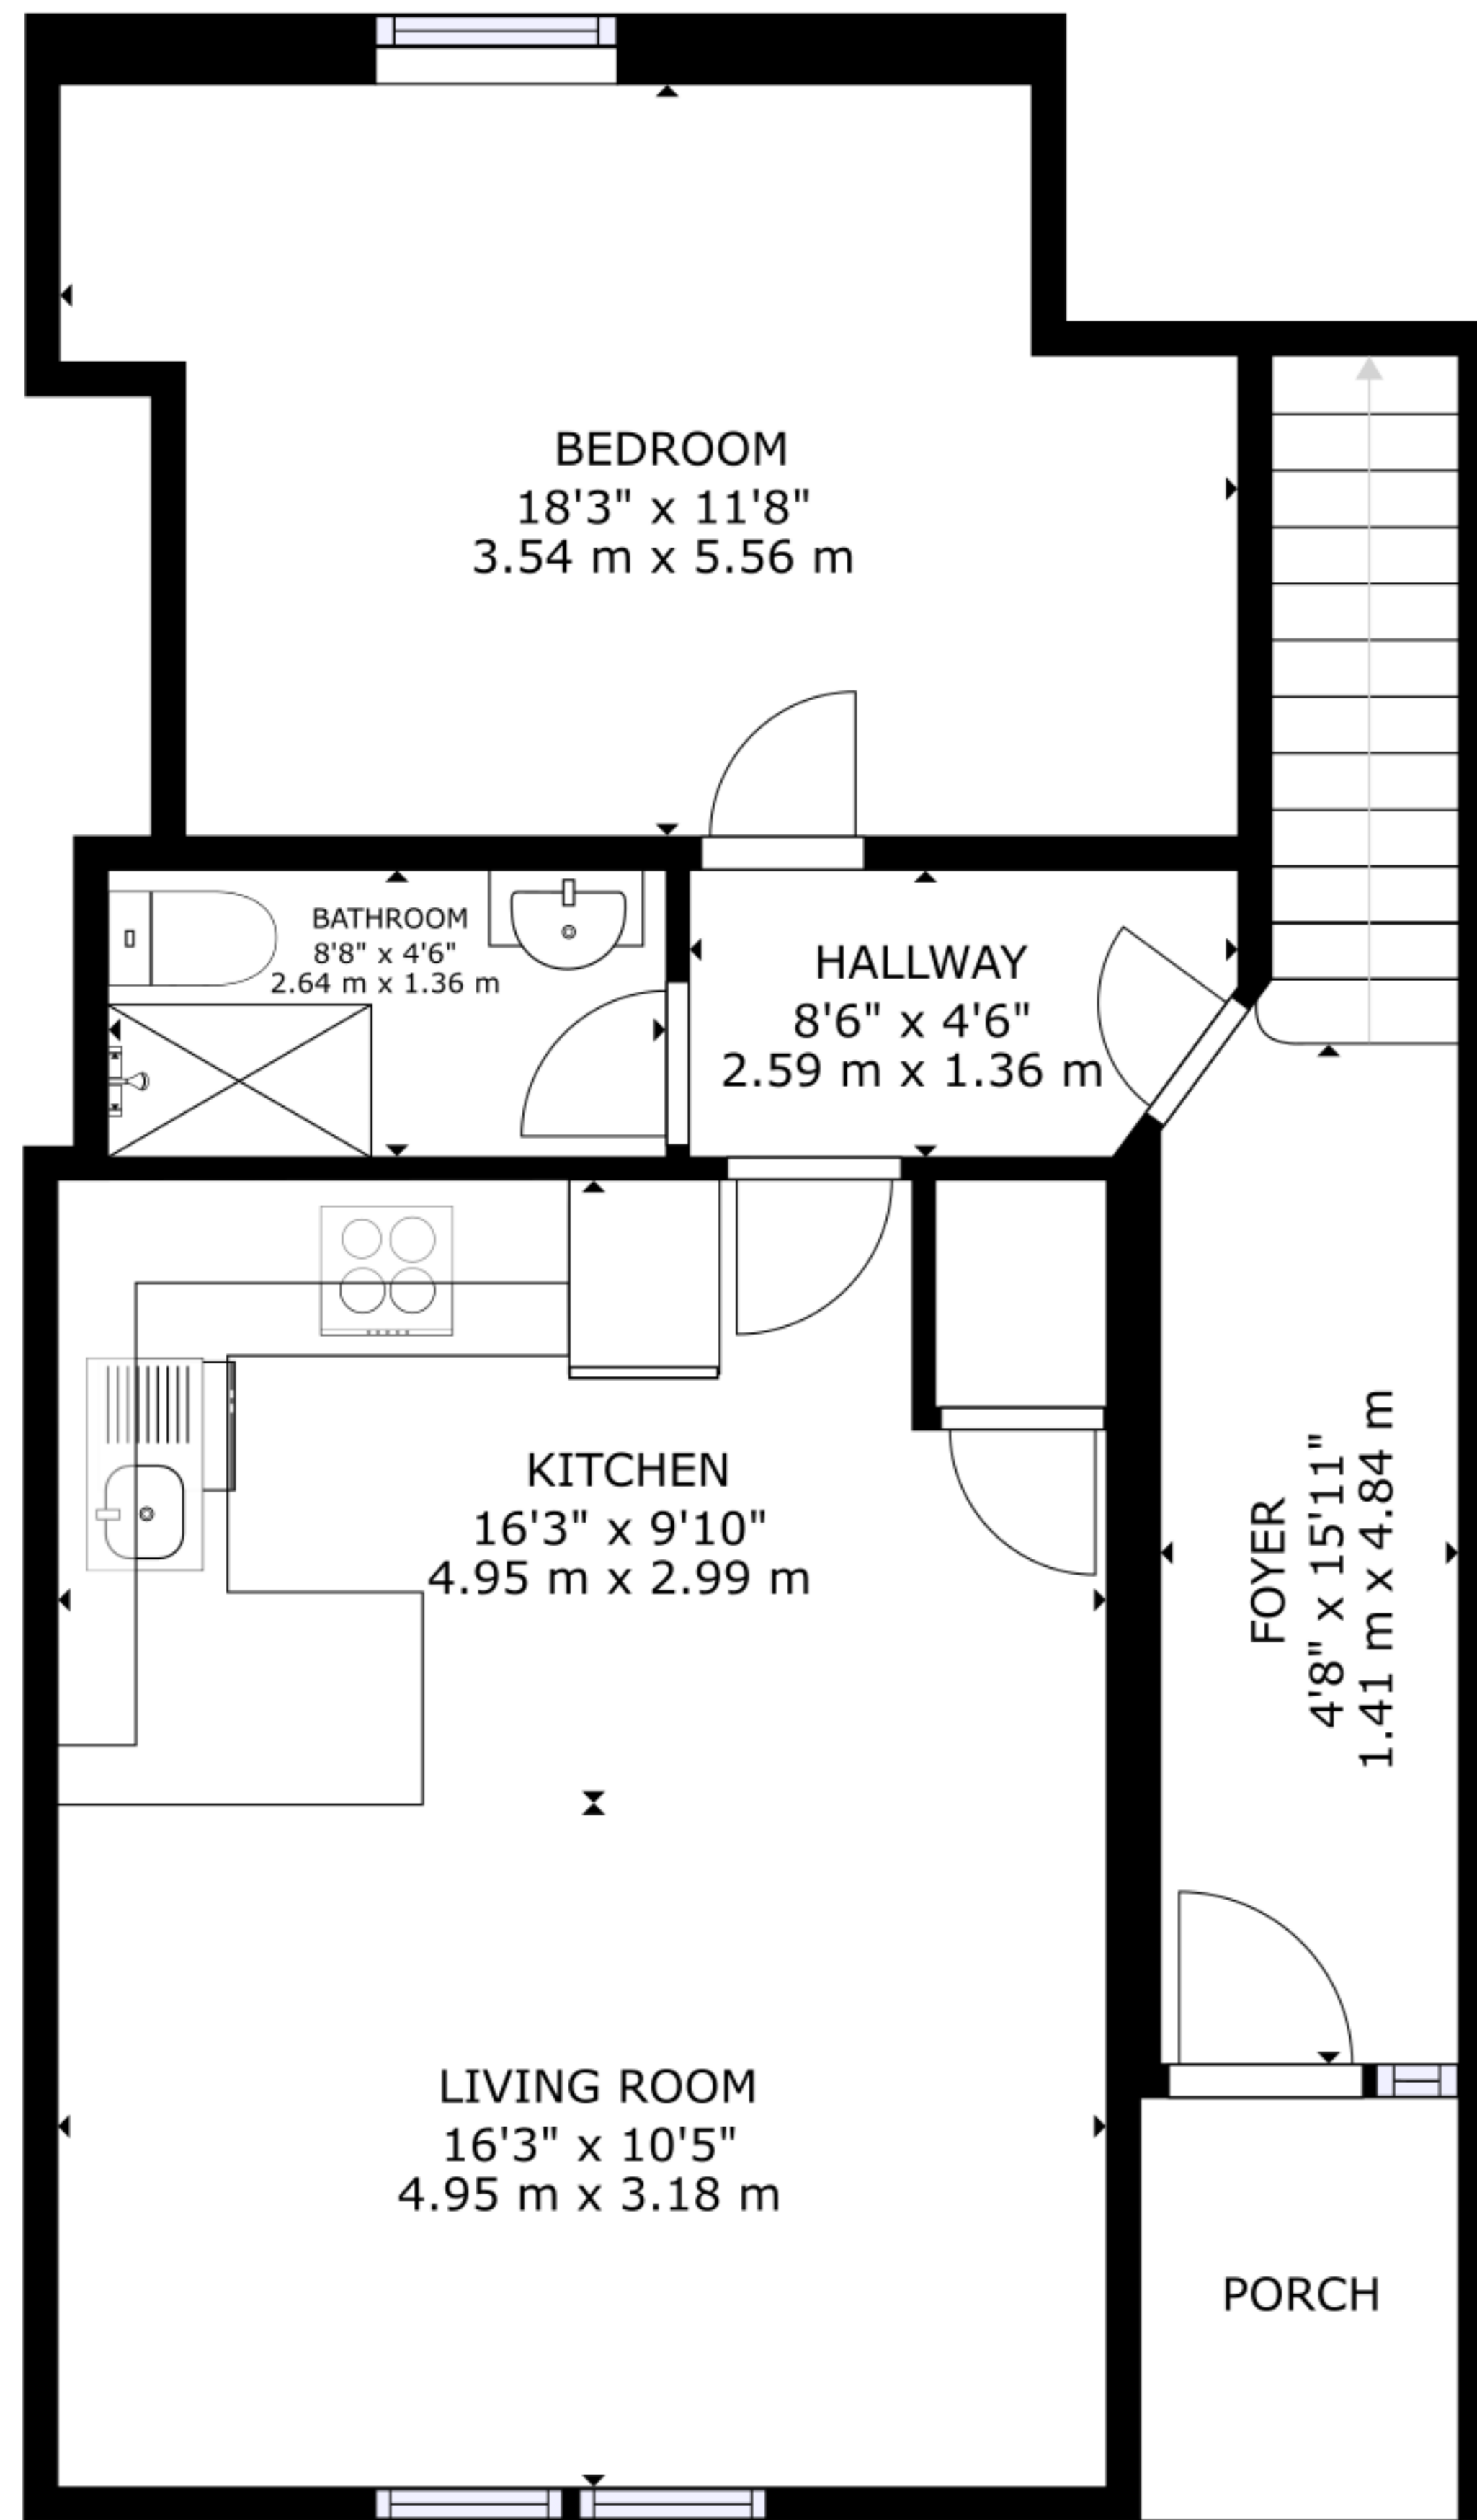 BEDROOM
18'3" x 11'8"
3.54 m x 5.56 m
BATHROOM
8'8" x 4'6"
2.64 m x 1.36 m
HALLWAY
8'6" x 4'6"
2.59 m x 1.36 m
KITCHEN
16'3" x 9'10"
4.95 m x 2.99 m
FOYER
4'8" x 15'11"
1.41 m x 4.84 m
LIVING ROOM
16'3" x 10'5"
4.95 m x 3.18 m
PORCH